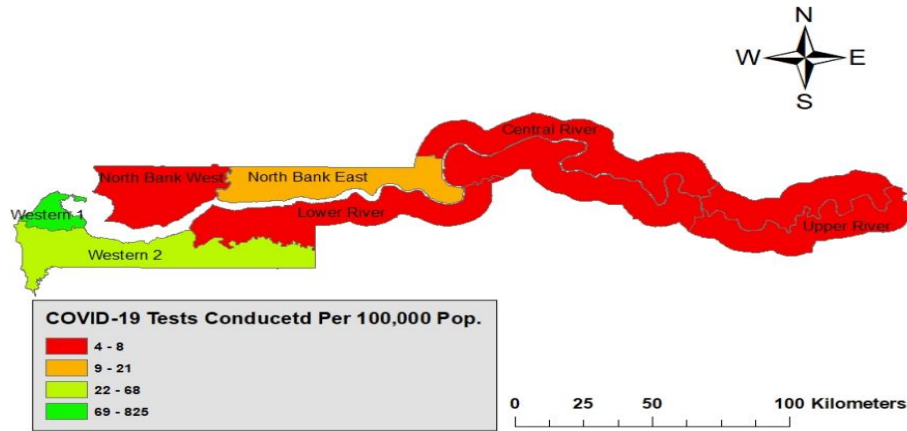 N
W E
S
Central River
North Bank West
North Bank East
Lower River
Western 1
Upper River
Western 2
COVID-19 Tests Conducetd Per 100,000 Pop.
4 - 8
9 - 21
22 - 68
69 - 825
0 25 50 100 Kilometers